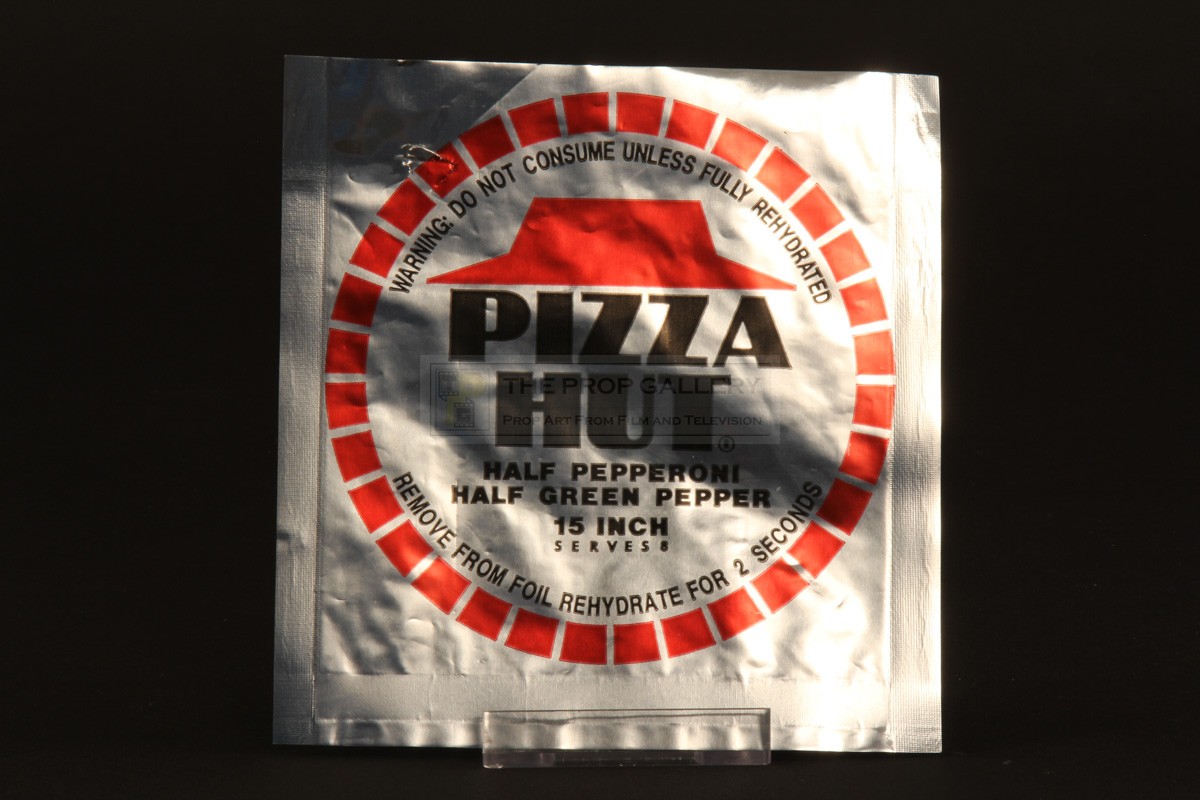 WARNING: DO NOT CONSUME UNLESS FULLY REHYDRATED
PIZZA
HUT
®
THE PROP GALLERY
PROP ART FROM FILM AND TELEVISION
HALF PEPPERONI
HALF GREEN PEPPER
15 INCH
SERVES 8
REMOVE FROM FOIL REHYDRATE FOR 2 SECONDS